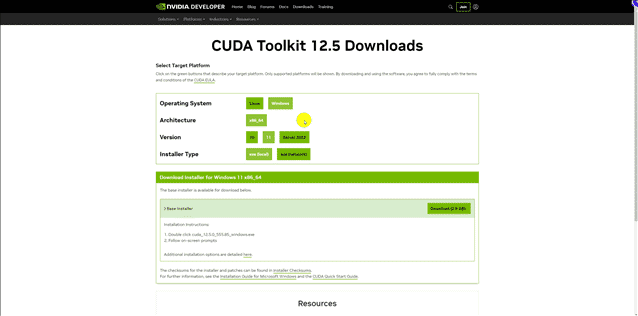 NVIDIA DEVELOPER Home Blog Forums Docs Downloads Training Join
Solutions Platforms Industries Resources
CUDA Toolkit 12.5 Downloads
Select Target Platform
Click on the green buttons that describe your target platform. Only supported platforms will be shown. By downloading and using the software, you agree to fully comply with the terms
and conditions of the CUDA EULA.
Operating System Linux Windows
Architecture x86_64
Version 10 11 Server 2022
Installer Type exe (local) exe (network)
Download Installer for Windows 11 x86_64
The base installer is available for download below.
> Base Installer Download (2.9 GB)
Installation Instructions:
1. Double click cuda_12.5.0_555.85_windows.exe
2. Follow on-screen prompts
Additional installation options are detailed here.
The checksums for the installer and patches can be found in Installer Checksums.
For further information, see the Installation Guide for Microsoft Windows and the CUDA Quick Start Guide.
Resources